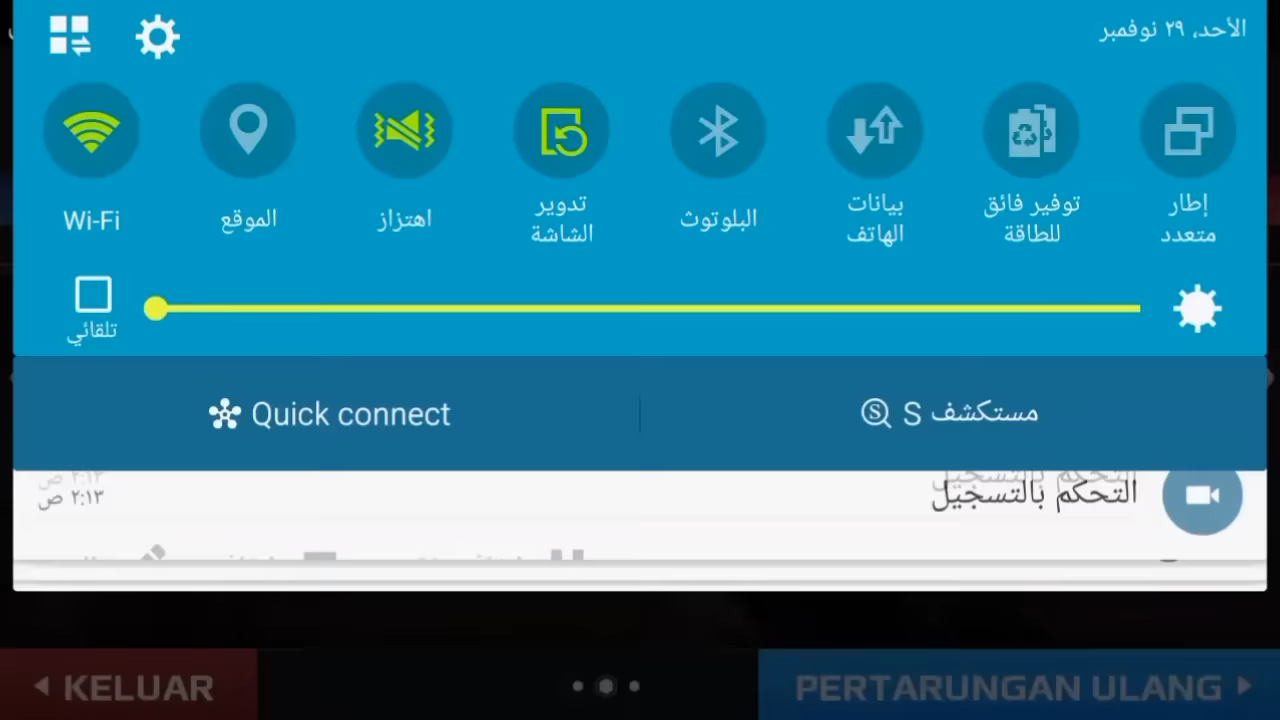 الأحد، ٢٩ نوفمبر
Wi-Fi
الموقع
اهتزاز
تدوير
الشاشة
البلوتوث
بيانات
الهاتف
توفير فائق
للطاقة
إطار
متعدد
تلقائي
Quick connect
مستكشف S
التحكم بالتسجيل
٢:١٣ ص
KELUAR
PERTARUNGAN ULANG